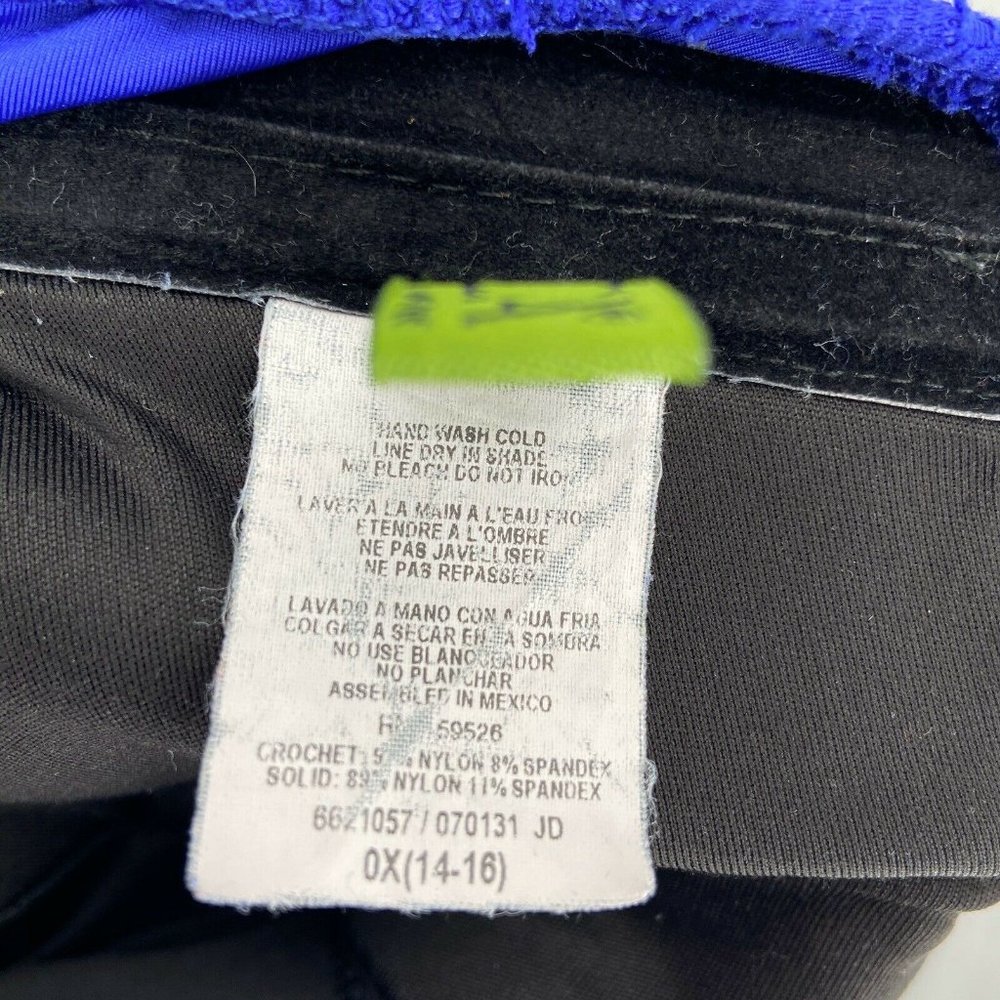 HAND WASH COLD
LINE DRY IN SHADE
NO BLEACH DO NOT IRON
LAVER A LA MAIN A L'EAU
ETENDRE A L'OMBRE
NE PAS JAVELLISER
NE PAS REPASSER
LAVADO A MANO CON AGUA FRIA
COLGAR A SECAR EN LA SOMBRA
NO USE BLANQUEADOR
NO PLANCHAR
ASSEMBLED IN MEXICO
59526
CROCHET: NYLON 8% SPANDEX
SOLID: 89% NYLON 11% SPANDEX
6621057 / 070131 JD
0X(14-16)